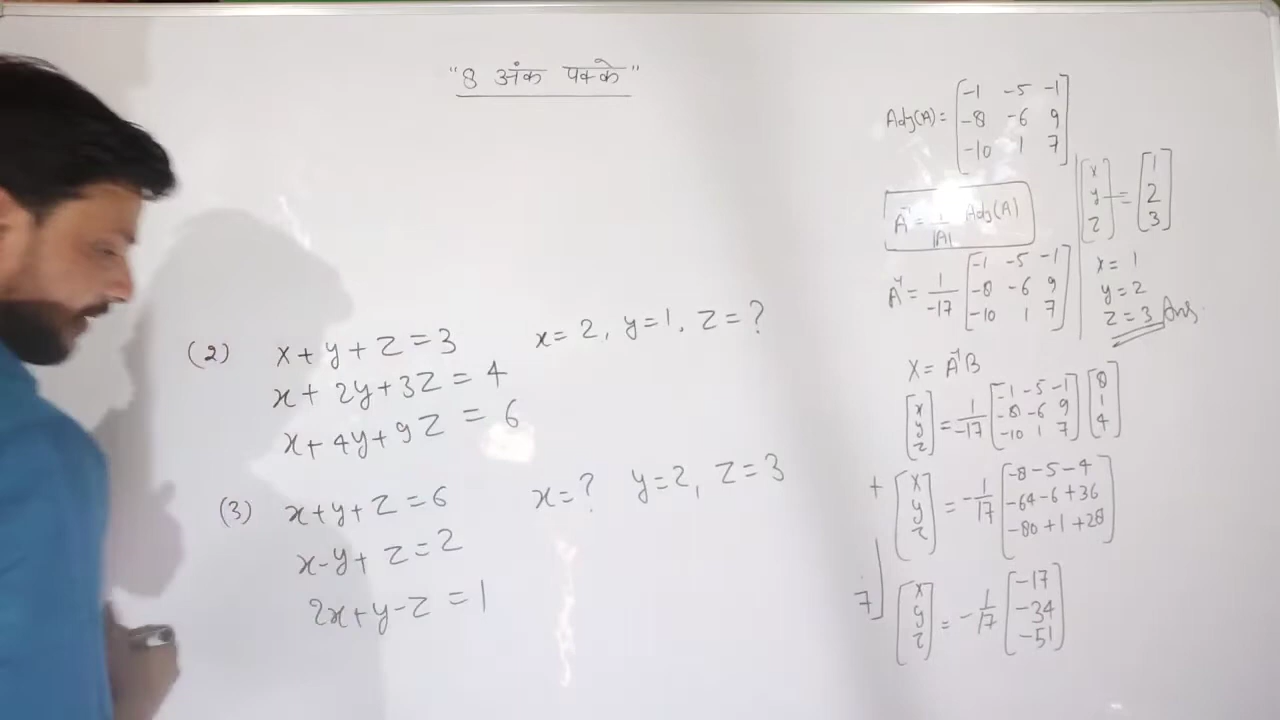 "8 अंक पक्के"
(2) x+y+z=3 x=2, y=1, z=?
x+2y+3z=4
x+4y+9z=6
(3) x+y+z=6 x=? y=2, z=3
x-y+z=2
2x+y-z=1
Adj(A)= [-1 -5 -1
-8 -6 9
-10 1 7]
A⁻¹= 1/|A| Adj(A)
A⁻¹= 1/-17 [-1 -5 -1
-8 -6 9
-10 1 7]
X = A⁻¹B
[x y z] = 1/-17 [-1 -5 -1
-8 -6 9
-10 1 7] [8 1 4]
+ [x y z] = -1/17 [-8-5-4
-64-6+36
-80+1+28]
7] [x y z] = -1/17 [-17
-34
-51]
[x y z] = [1 2 3]
x=1
y=2
z=3 Ans.